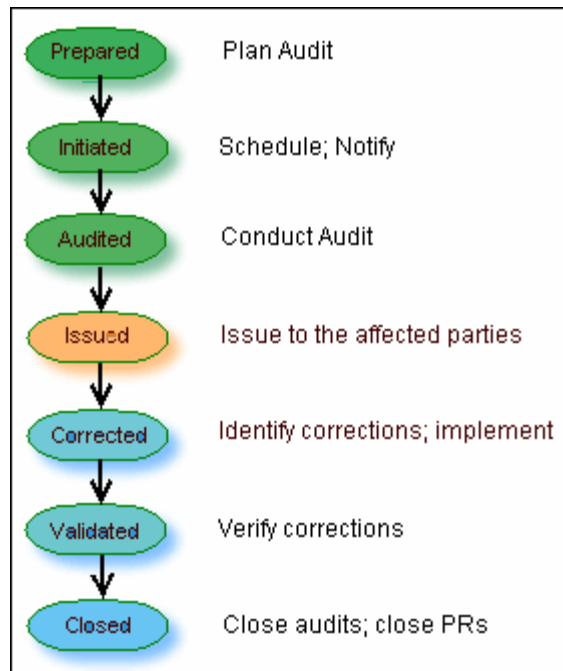 Prepared Plan Audit
Initiated Schedule; Notify
Audited Conduct Audit
Issued Issue to the affected parties
Corrected Identify corrections; implement
Validated Verify corrections
Closed Close audits; close PRs